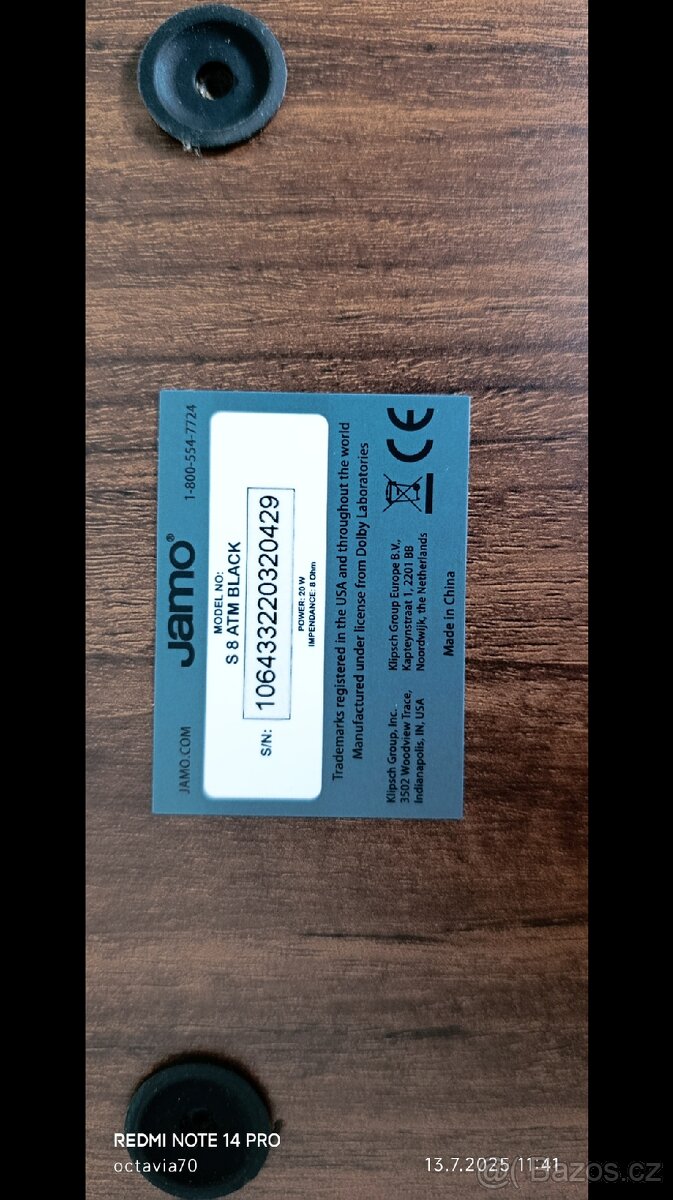 JAMO.COM
Jamo®
1-800-554-7724
MODEL NO:
S 8 ATM BLACK
S/N: 106433220320429
POWER: 20 W
IMPENDANCE: 8 Ohm
Trademarks registered in the USA and throughout the world
Manufactured under license from Dolby Laboratories
Klipsch Group, Inc.
3502 Woodview Trace,
Indianapolis, IN, USA
Klipsch Group Europe B.V.,
Kapteynstraat 1, 2201 BB
Noordwijk, the Netherlands
CE
Made in China
REDMI NOTE 14 PRO
octavia70
13.7.2025 11:41
Bazos.cz